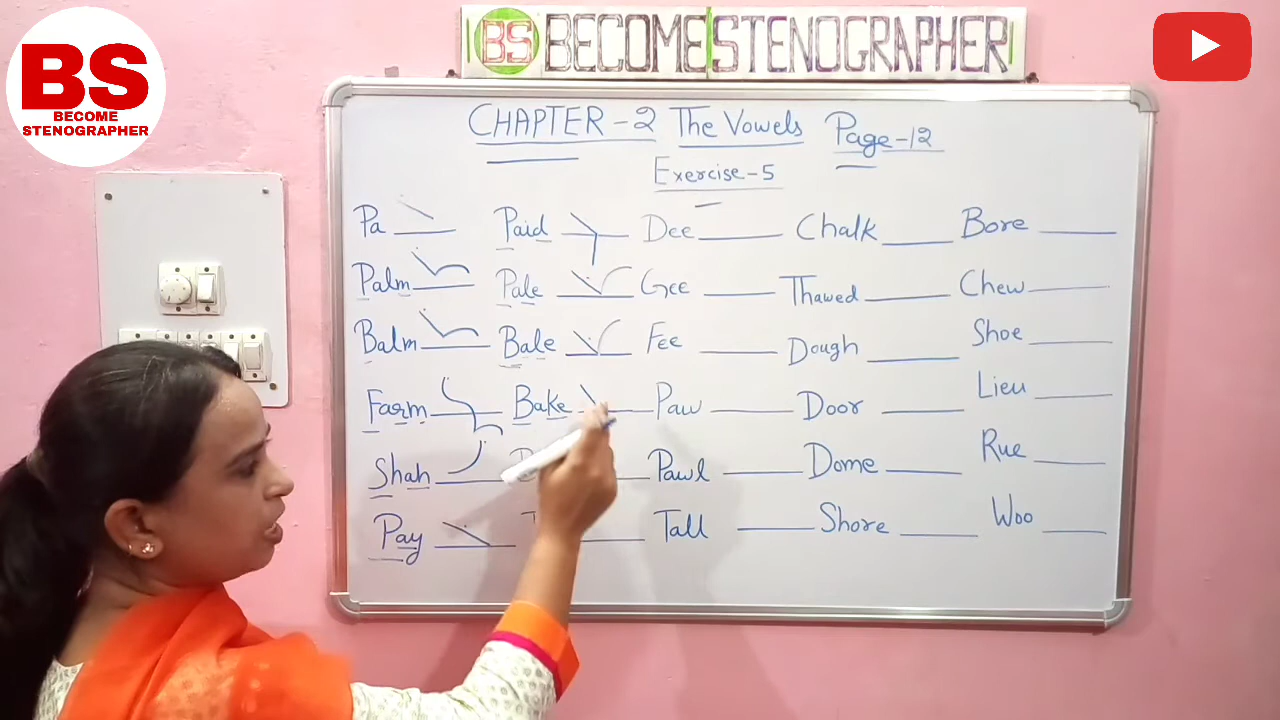 BS
BECOME
STENOGRAPHER
BS BECOME STENOGRAPHER
CHAPTER-2 The Vowels Page-12
Exercise-5
Pa Paid Dee Chalk Bore
Palm Pale Gee Thawed Chew
Balm Bale Fee Dough Shoe
Farm Bake Paw Door Lieu
Shah Pawl Dome Rue
Pay Tall Shore Woo